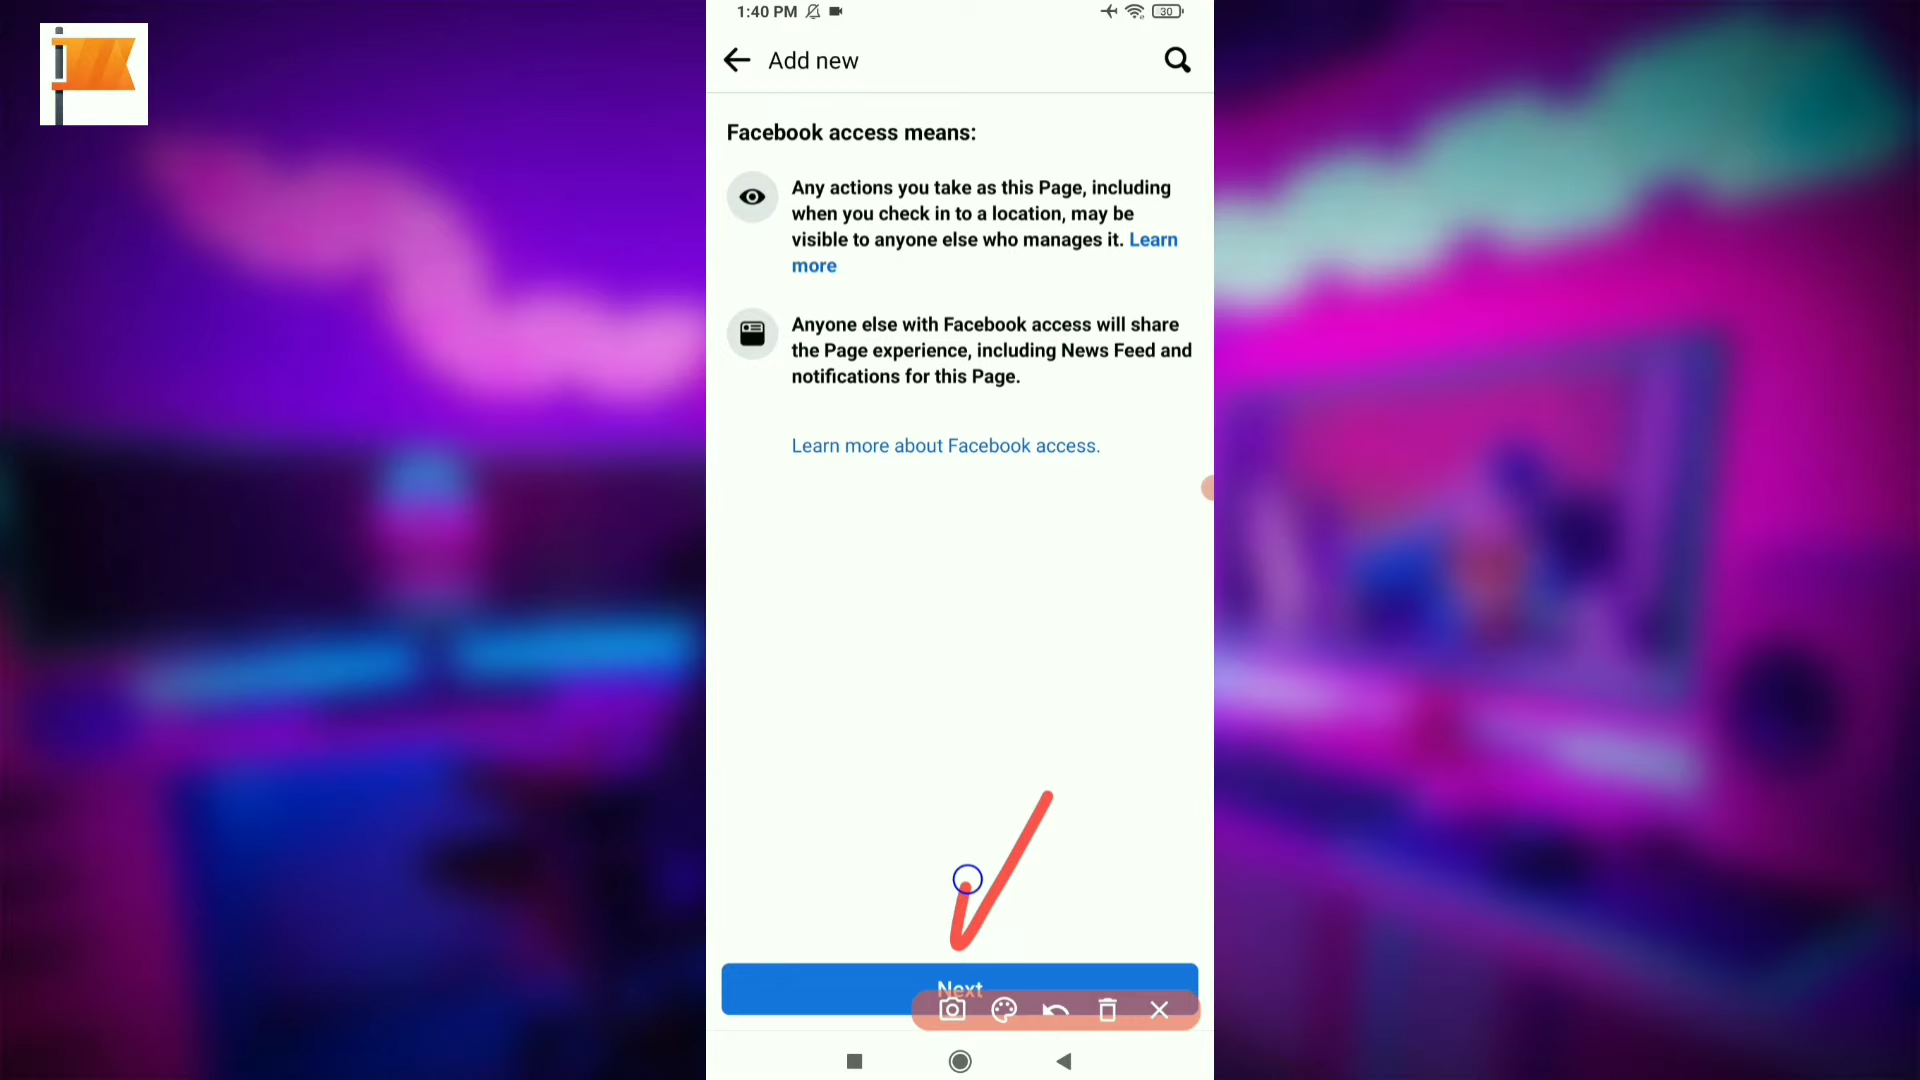 1:40 PM
30
Add new
Facebook access means:
Any actions you take as this Page, including
when you check in to a location, may be
visible to anyone else who manages it. Learn
more
Anyone else with Facebook access will share
the Page experience, including News Feed and
notifications for this Page.
Learn more about Facebook access.
Next